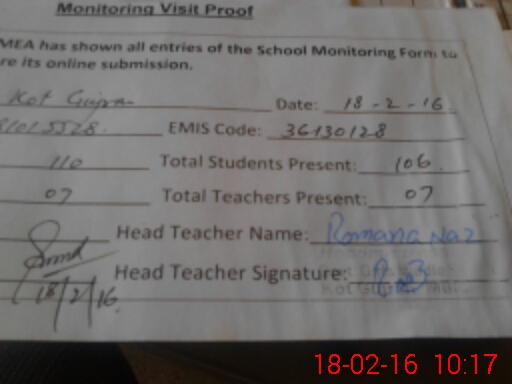 Monitoring Visit Proof
MEA has shown all entries of the School Monitoring Form to
re its online submission.
Kot Date: 18-2-16
EMIS Code: 36130128
110 Total Students Present: 106
07 Total Teachers Present: 07
Head Teacher Name: Romana Naz
Head Teacher Signature:
18/2/16
18-02-16 10:17